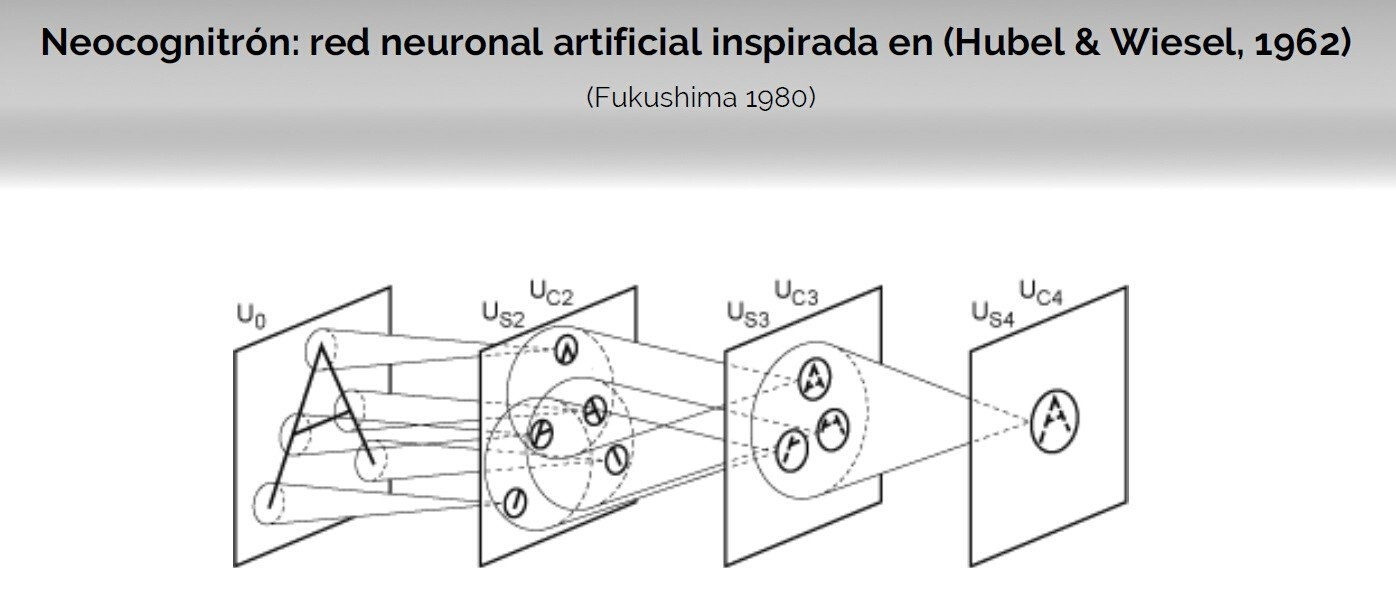 Neocognitrón: red neuronal artificial inspirada en (Hubel & Wiesel, 1962)
(Fukushima 1980)
U0
US2
UC2
US3
UC3
US4
UC4
A